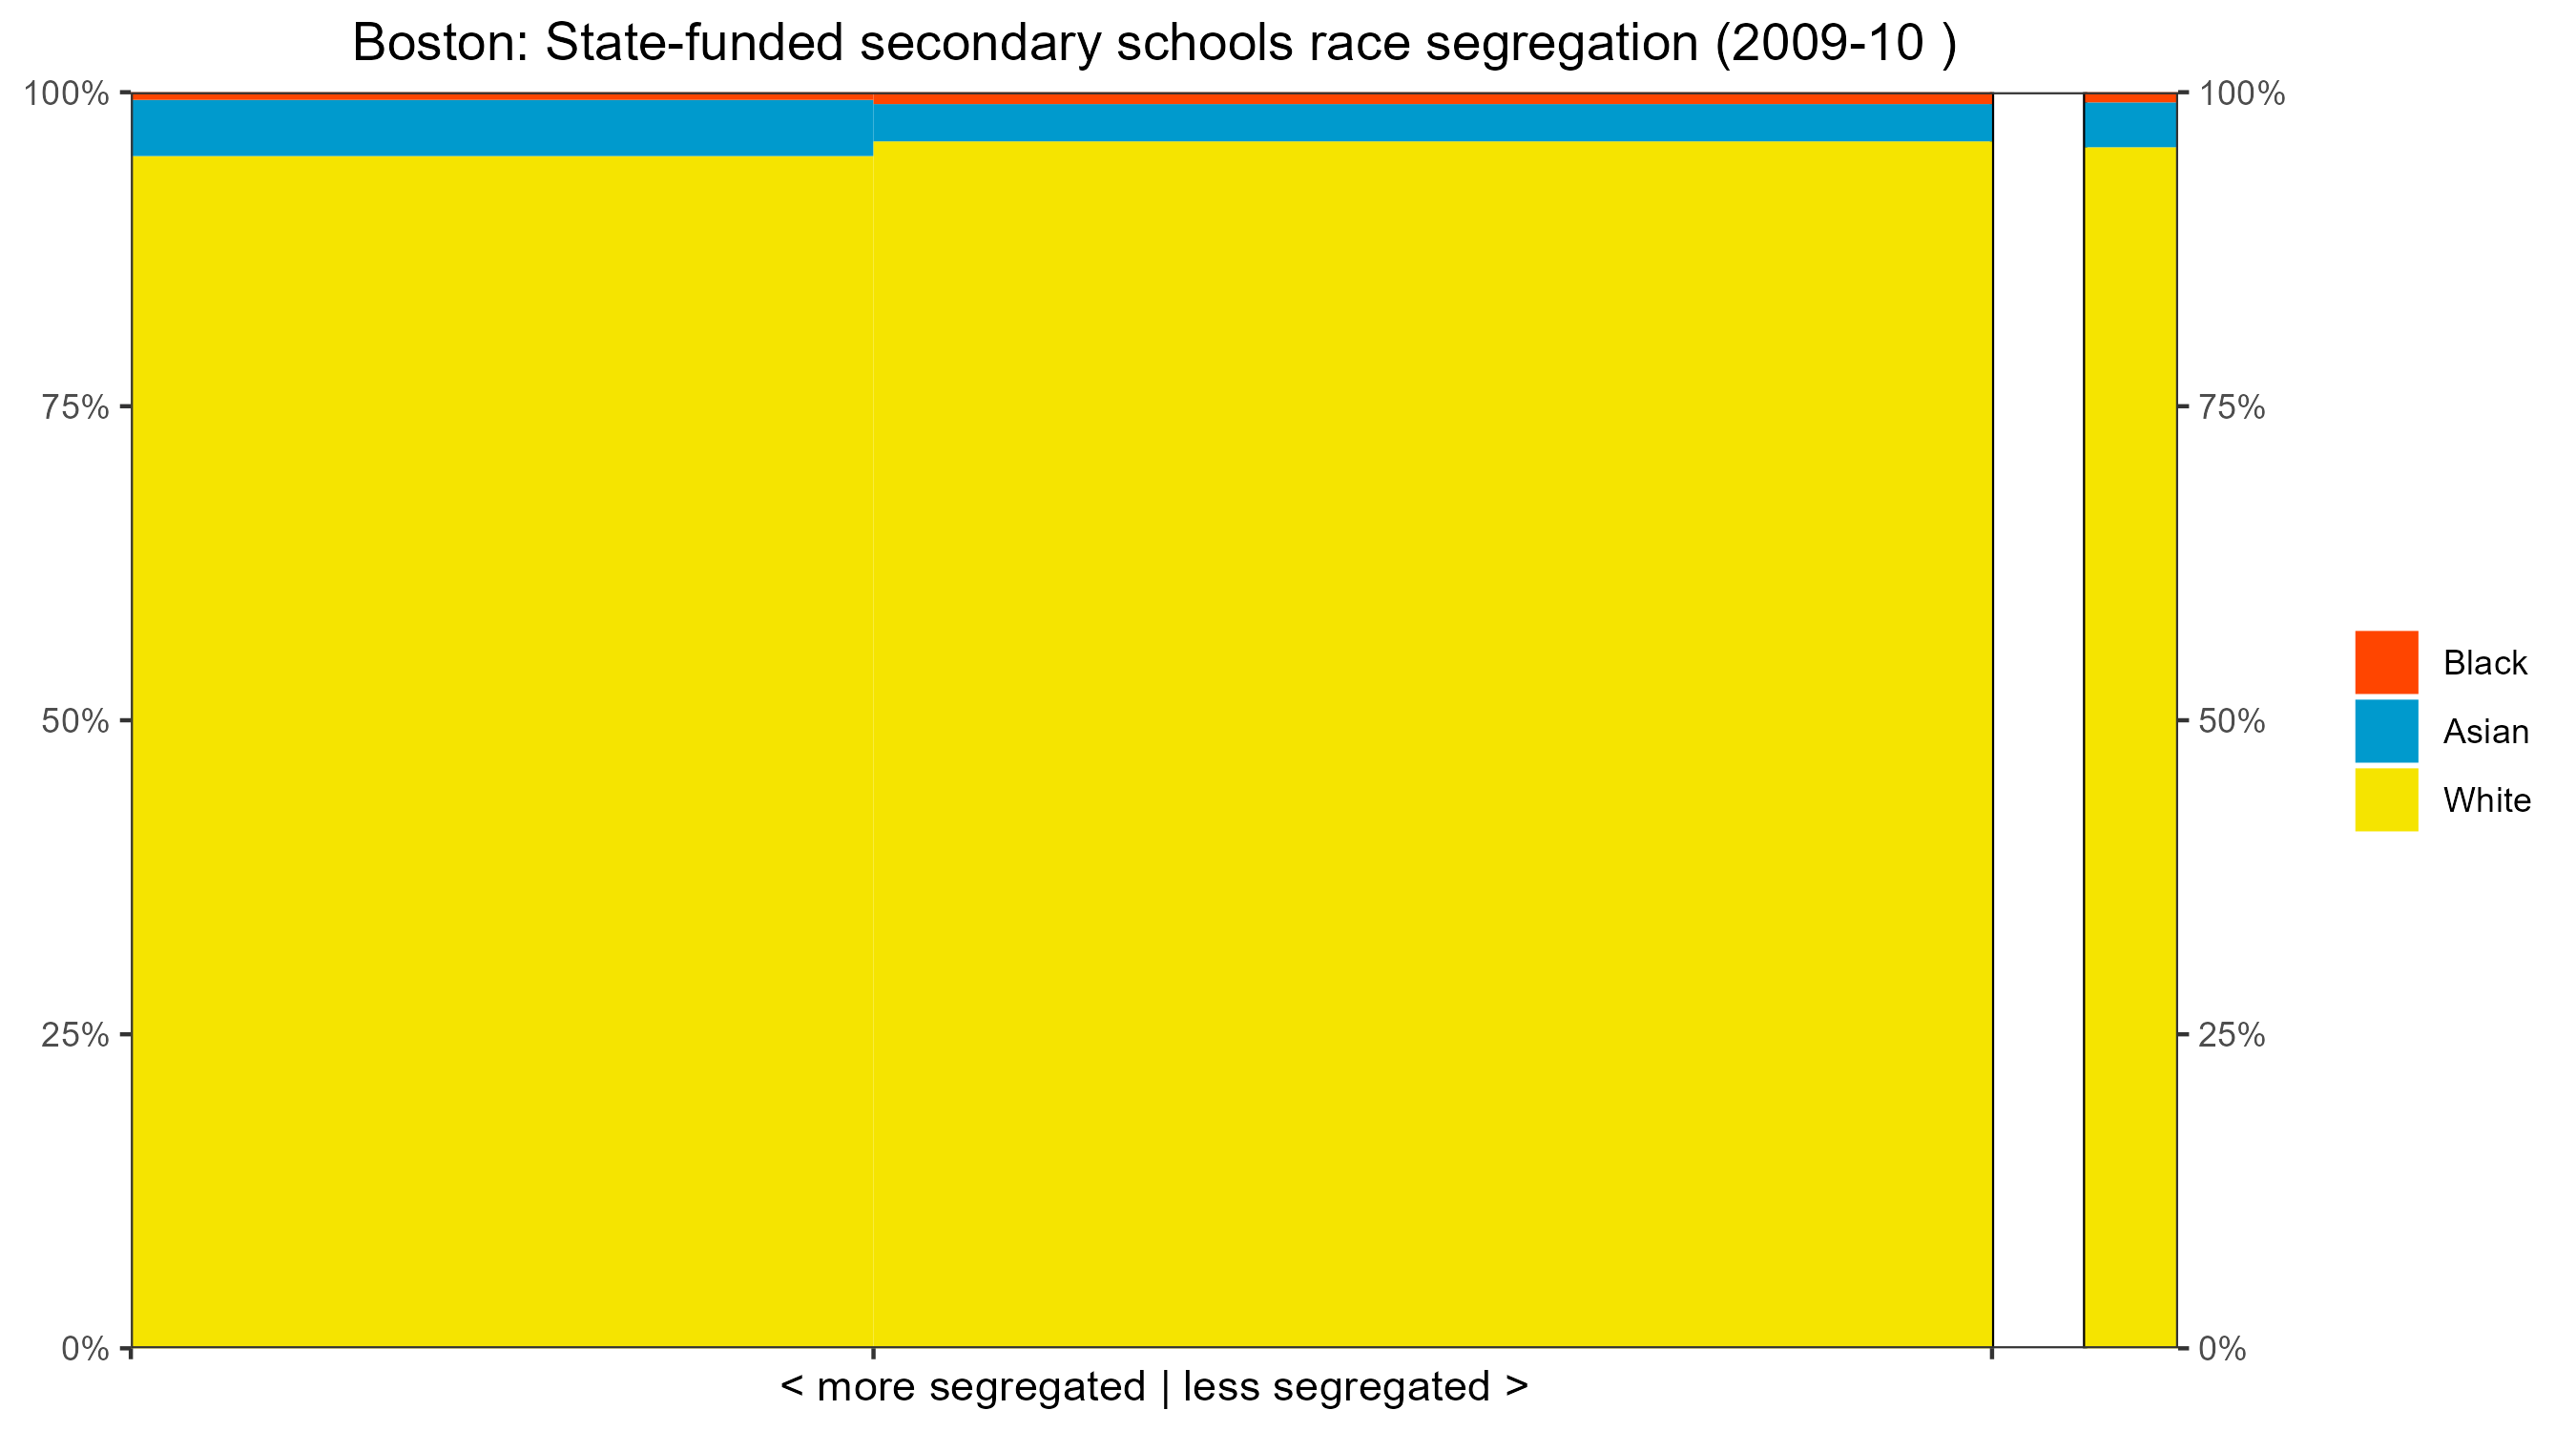 Boston: State-funded secondary schools race segregation (2009-10 )
100%
75%
50%
25%
0%
100%
75%
50%
25%
0%
Black
Asian
White
< more segregated | less segregated >